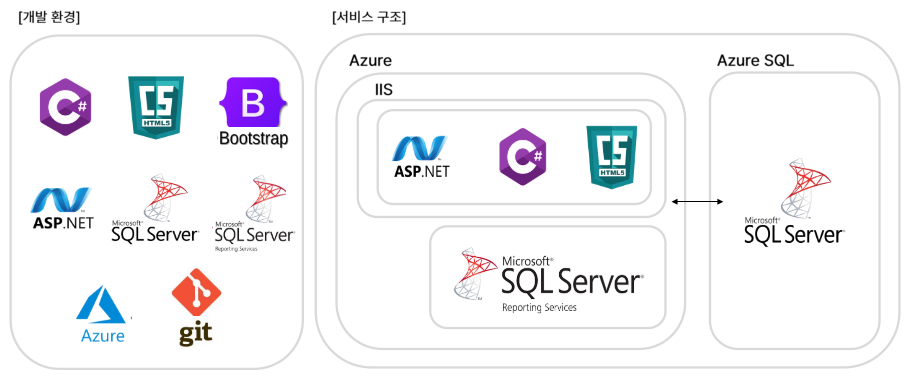 [개발 환경]
[서비스 구조]
C#
CS
HTML5
B
Bootstrap
ASP.NET
Microsoft®
SQL Server
Microsoft®
SQL Server
Reporting Services
Azure
git
Azure
IIS
ASP.NET
C#
CS
HTML5
Microsoft®
SQL Server®
Reporting Services
Azure SQL
Microsoft®
SQL Server